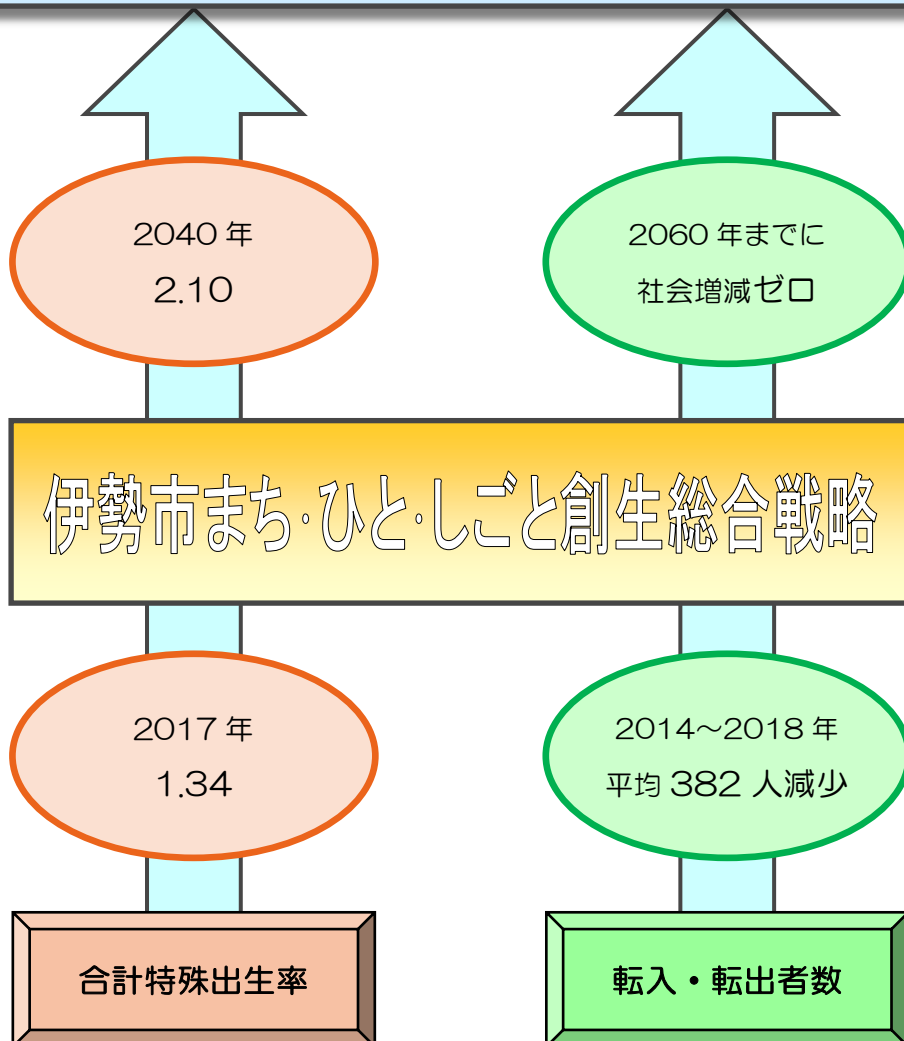 2040 年
2.10
2060 年までに
社会増減ゼロ
伊勢市まち・ひと・しごと創生総合戦略
2017 年
1.34
2014～2018 年
平均 382 人減少
合計特殊出生率
転入・転出者数